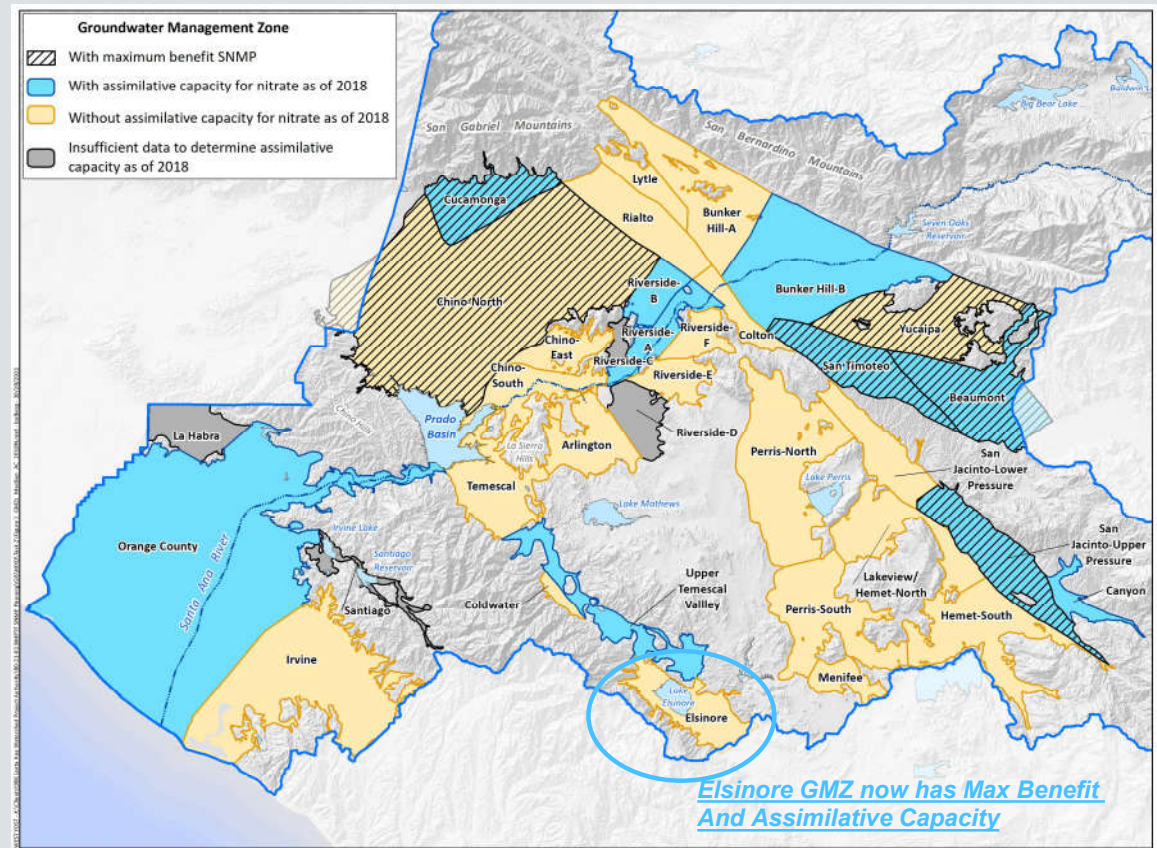 Groundwater Management Zone
With maximum benefit SNMP
With assimilative capacity for nitrate as of 2018
Without assimilative capacity for nitrate as of 2018
Insufficient data to determine assimilative
capacity as of 2018
San Gabriel Mountains
San Bernardino Mountains
Big Bear Lake
Baldwin
Seven Oaks
Reservoir
Cucamonga
Lytle
Rialto
Bunker
Hill-A
Chino-North
Riverside-
B
Bunker Hill-B
Yucaipa
Chino-
East
Riverside-
A
Riverside-
F
Colton
Riverside-C
San Timoteo
Chino-
South
Riverside-E
Beaumont
Chino Hills
Prado
Basin
La Habra
La Sierra
Hills
Arlington
Riverside-D
Perris-North
San
Jacinto-Lower
Pressure
Temescal
Lake Mathews
Lake Perris
Orange County
Santa Ana River
Irvine Lake
Santiago
Reservoir
Santiago
San
Jacinto-Upper
Pressure
Coldwater
Upper
Temescal
Vallley
Lakeview/
Hemet-North
Canyon
Perris-South
Hemet-South
Irvine
Menifee
Lake
Elsinore
Elsinore
Elsinore GMZ now has Max Benefit
And Assimilative Capacity